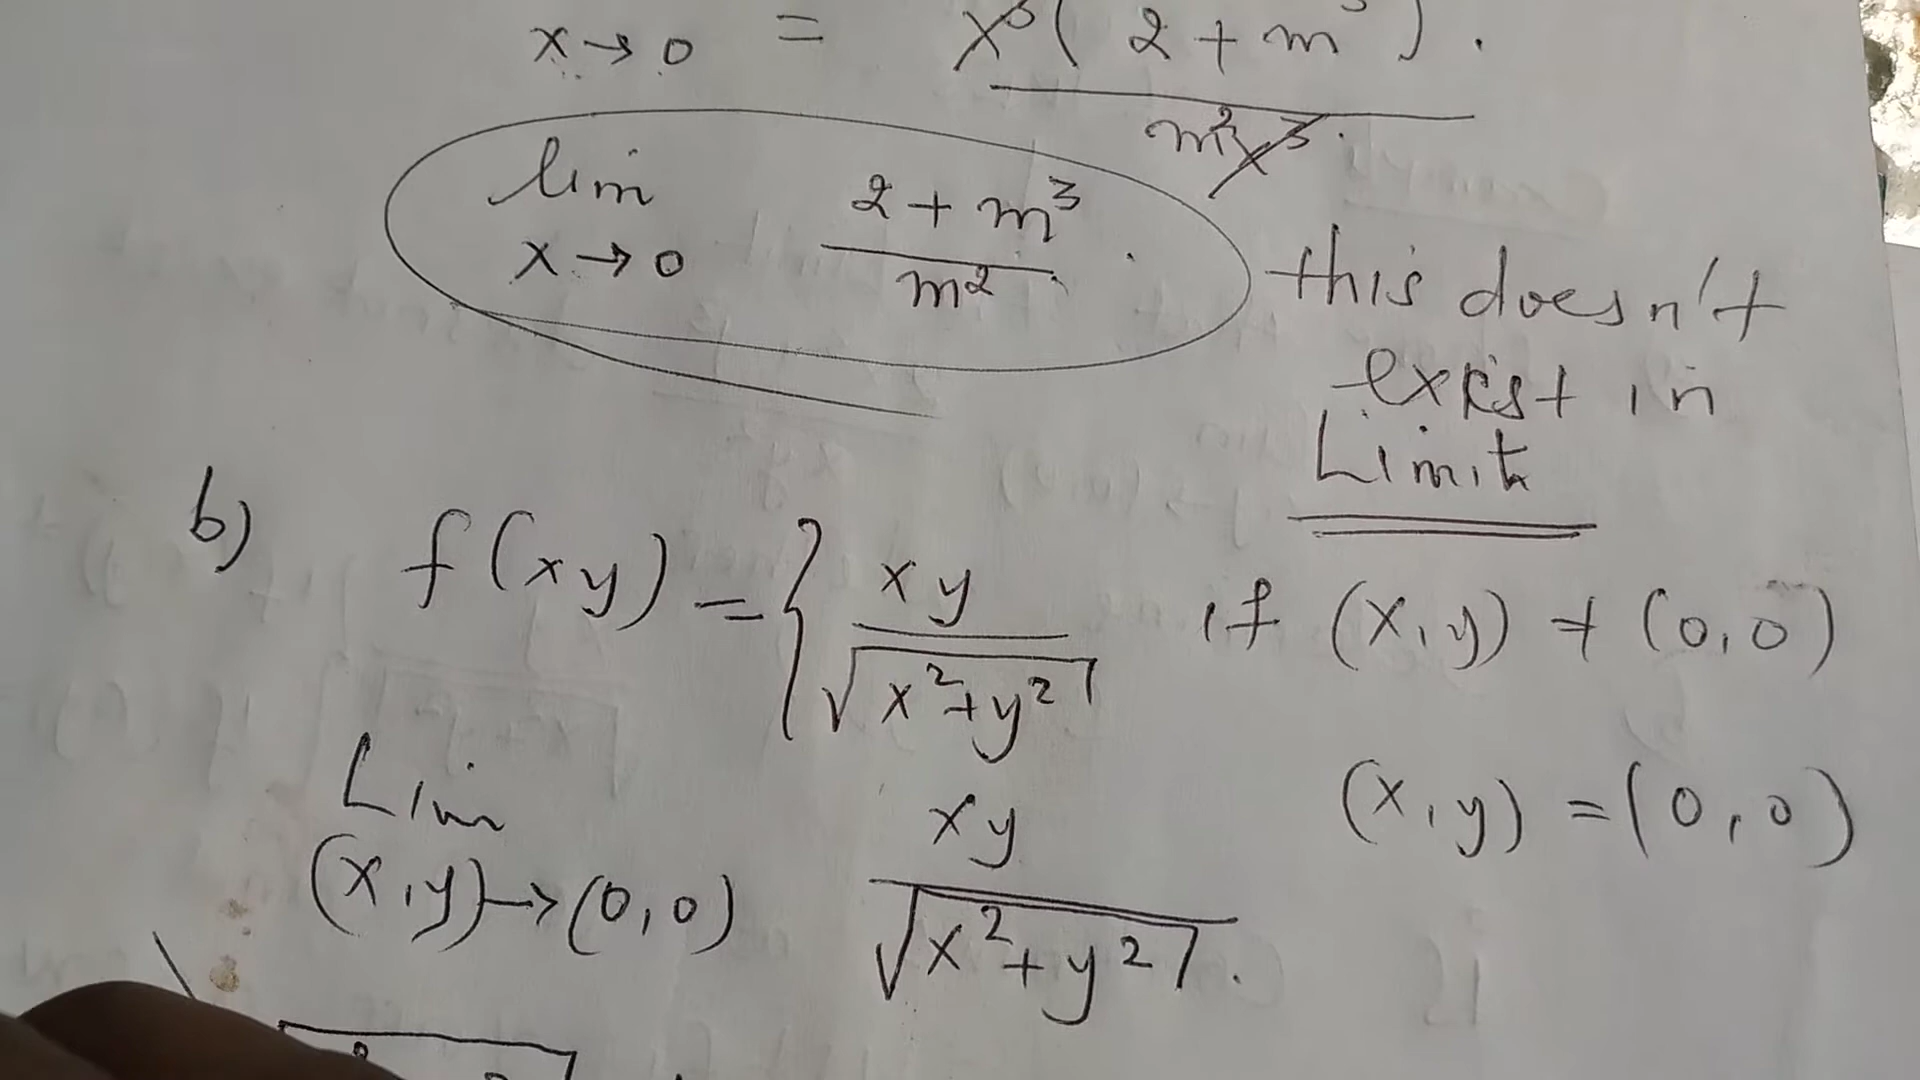 x → 0 = x³ ( 2 + m³ ) .
m²x³ .
lim 2 + m³
x → 0 m² .
this doesn't
exist in
Limit
b) f(xy) = { xy if (x,y) ≠ (0,0)
√x²+y²
Lim xy (x,y) = (0,0)
(x,y) → (0,0) √x²+y² .